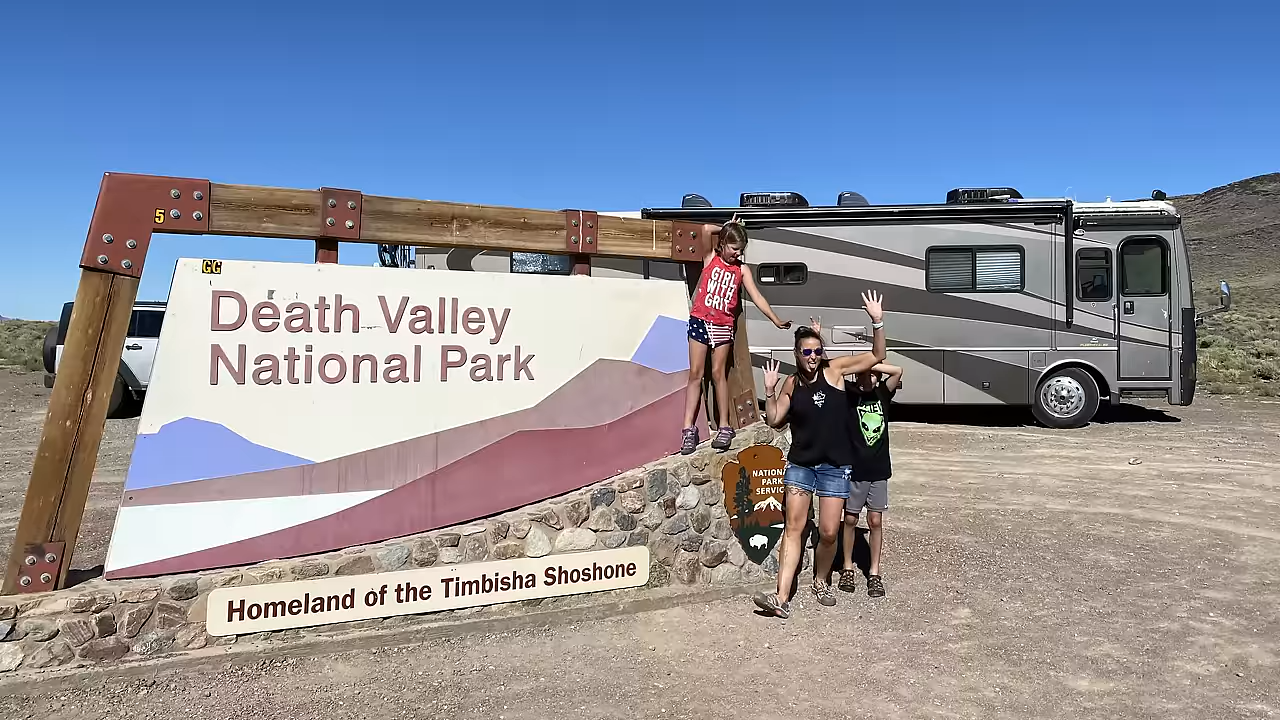 5
GG
Death Valley
National Park
Homeland of the Timbisha Shoshone
GIRL
WITH
GRIT
NATIONAL
PARK
SERVICE